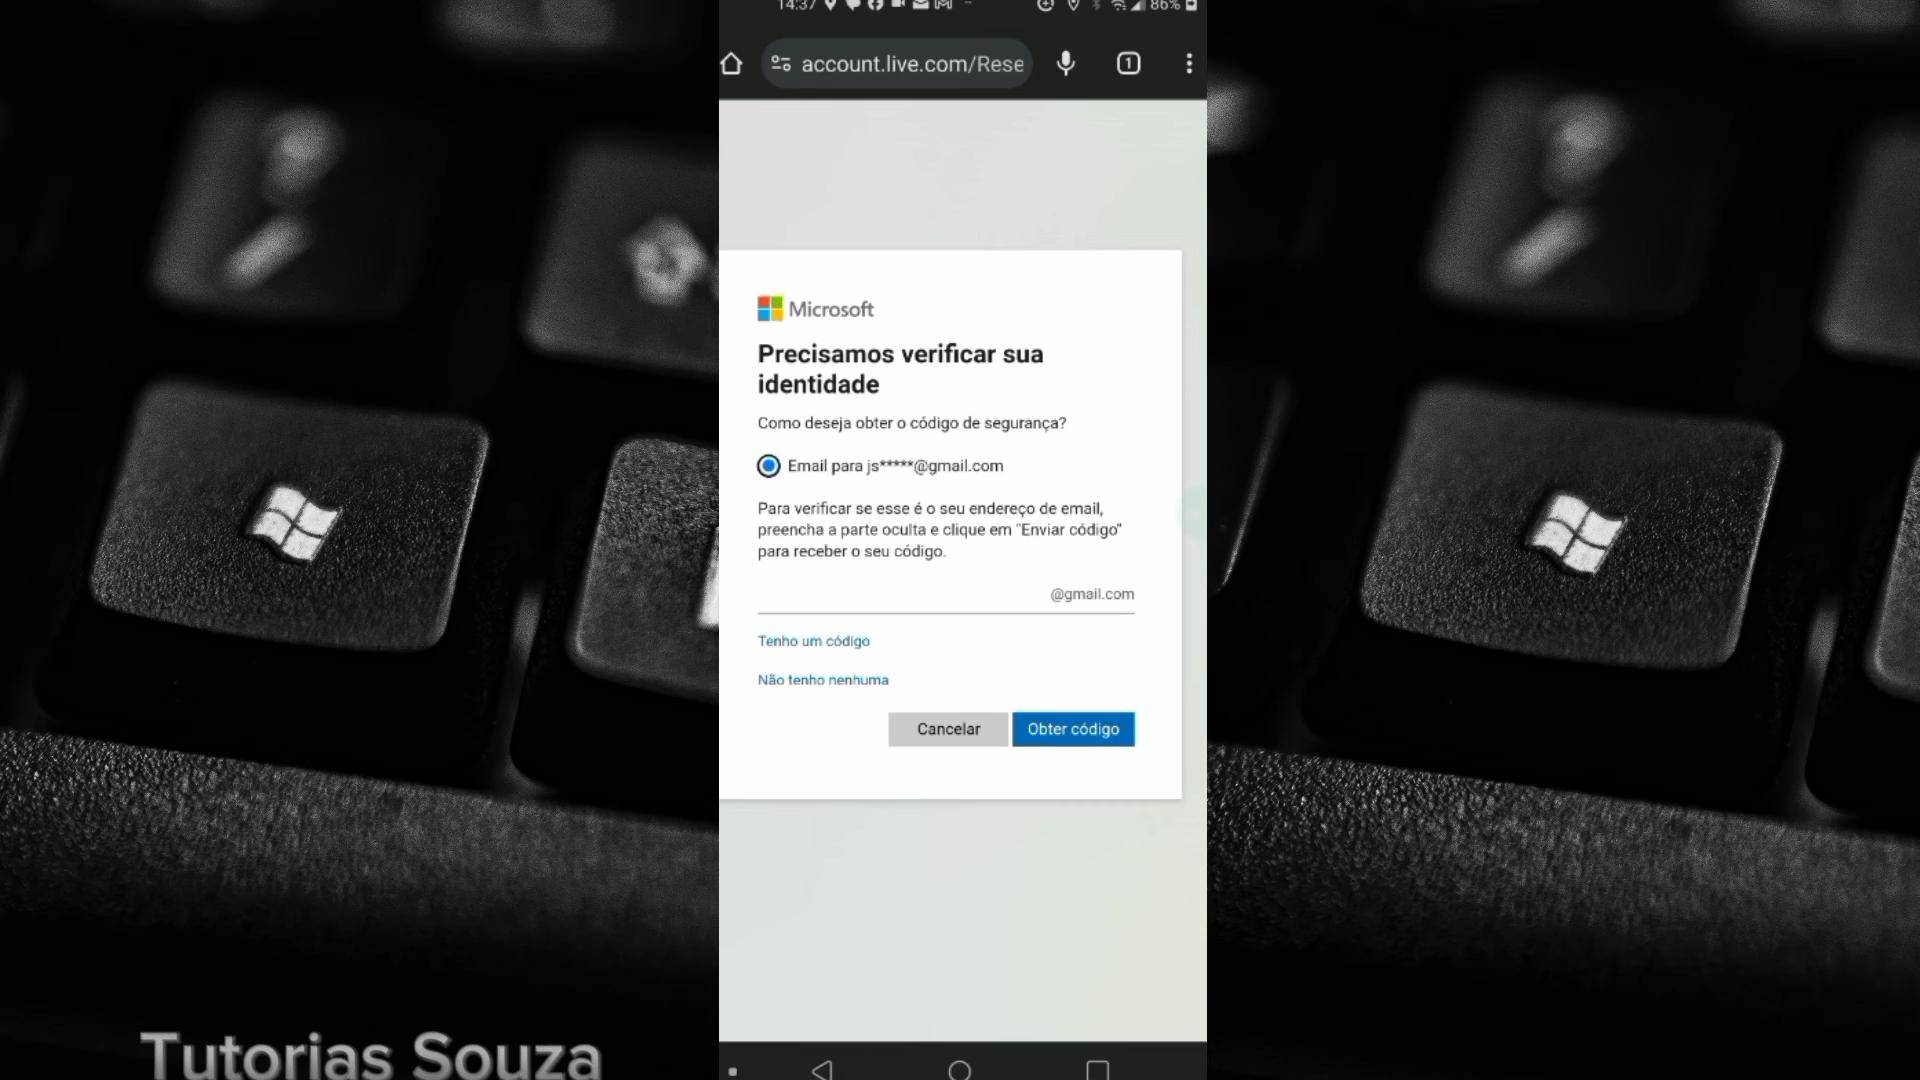 14:37
86%
account.live.com/Rese
1
Microsoft
Precisamos verificar sua
identidade
Como deseja obter o código de segurança?
Email para js*****@gmail.com
Para verificar se esse é o seu endereço de email,
preencha a parte oculta e clique em "Enviar código"
para receber o seu código.
@gmail.com
Tenho um código
Não tenho nenhuma
Cancelar
Obter código
Tutorias Souza